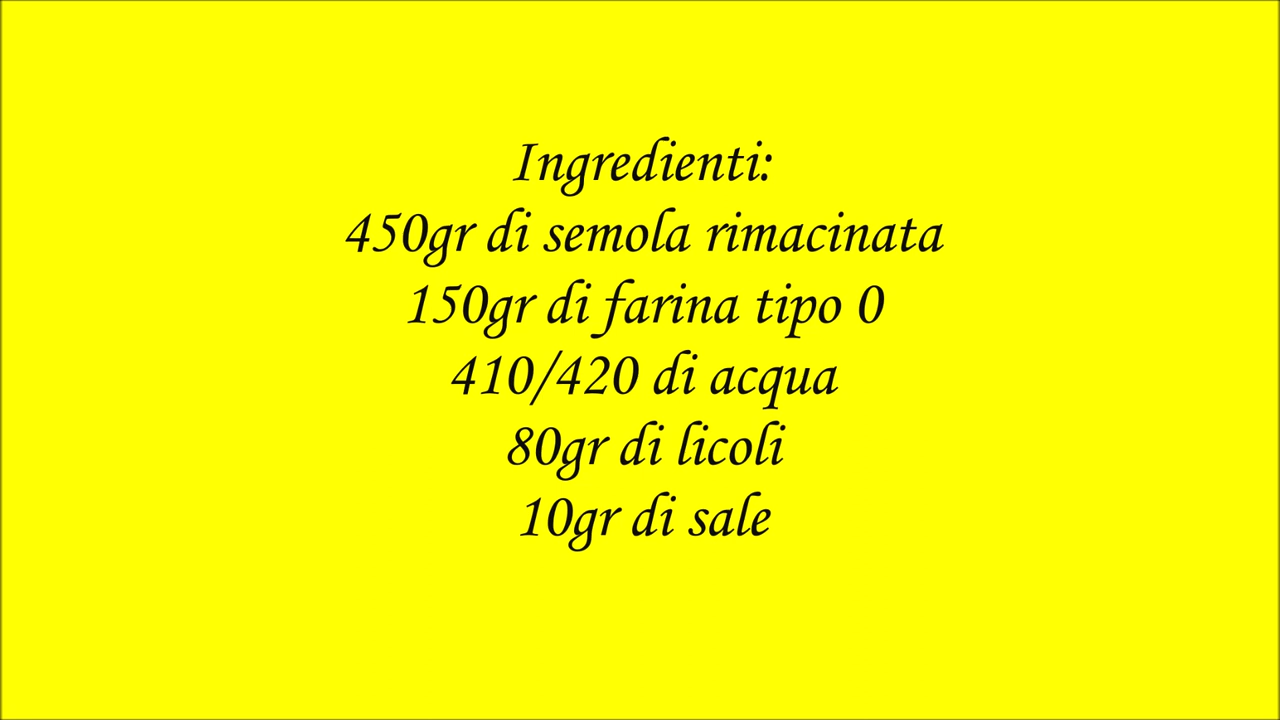 Ingredienti:
450gr di semola rimacinata
150gr di farina tipo 0
410/420 di acqua
80gr di licoli
10gr di sale